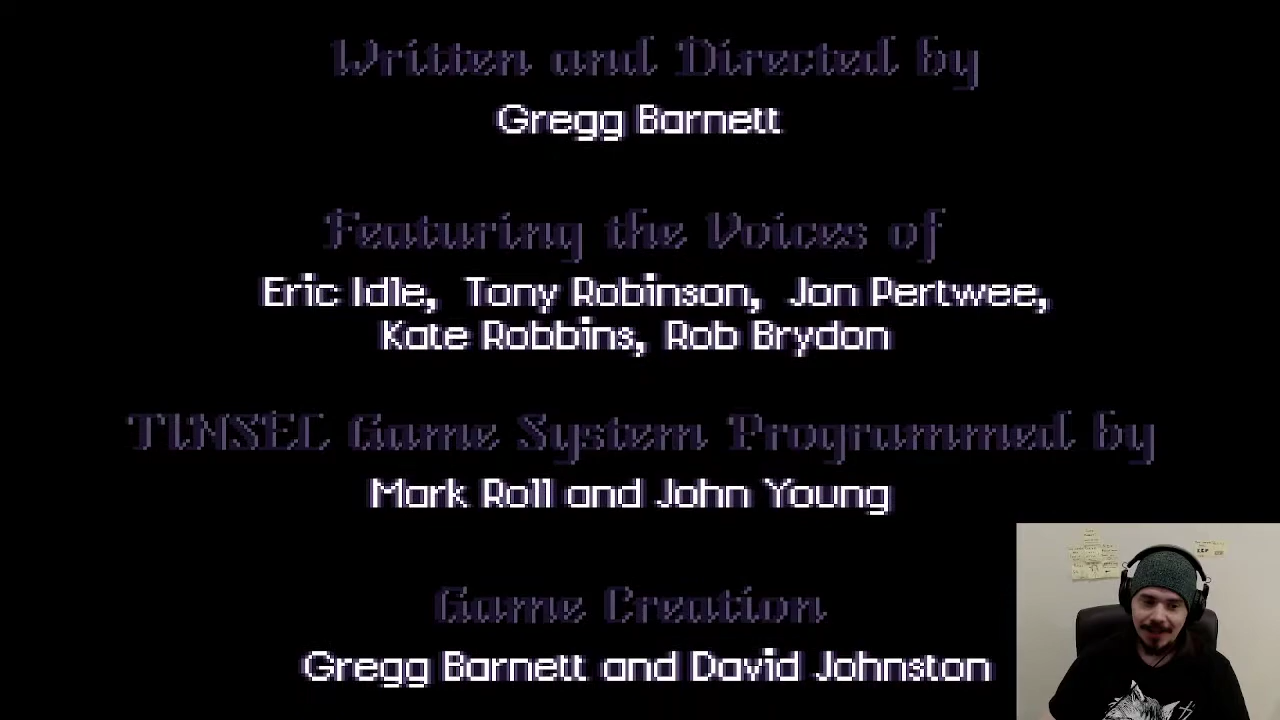 Written and Directed by
Gregg Barnett
Featuring the Voices of
Eric Idle, Tony Robinson, Jon Pertwee,
Kate Robbins, Rob Brydon
TINSEL Game System Programmed by
Mark Roll and John Young
Game Creation
Gregg Barnett and David Johnston